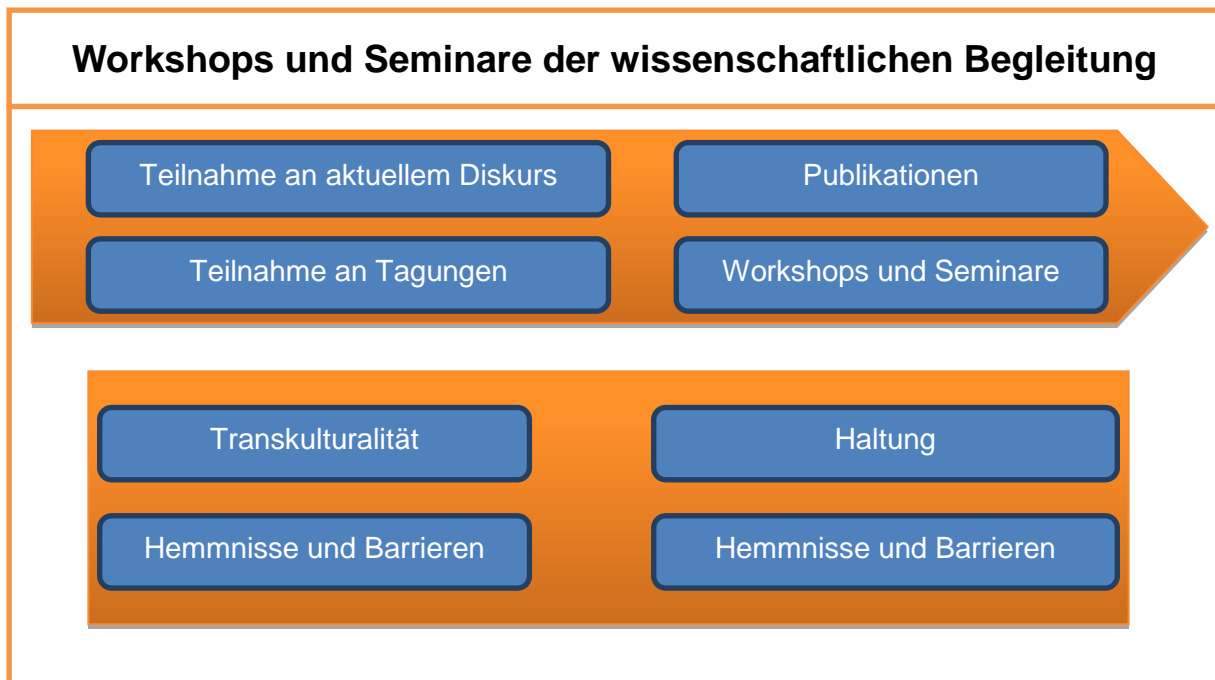 Workshops und Seminare der wissenschaftlichen Begleitung
Teilnahme an aktuellem Diskurs
Publikationen
Teilnahme an Tagungen
Workshops und Seminare
Transkulturalität
Haltung
Hemmnisse und Barrieren
Hemmnisse und Barrieren